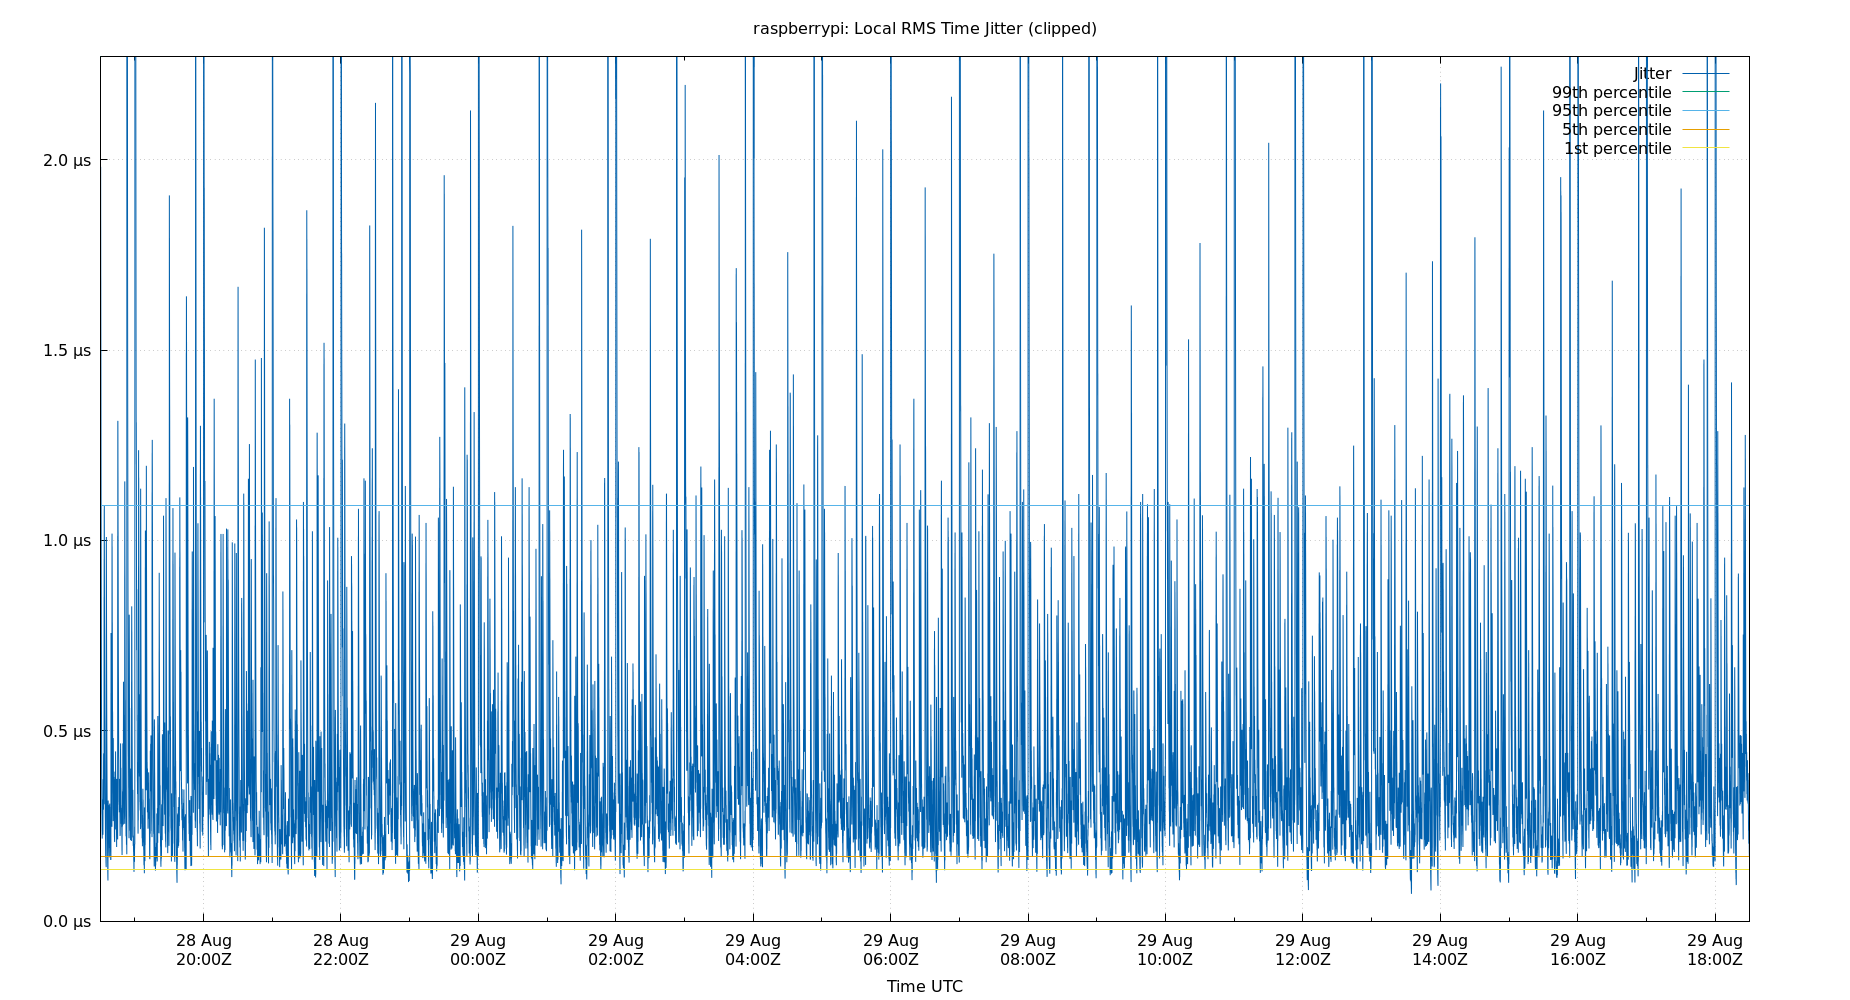 raspberrypi: Local RMS Time Jitter (clipped)
Jitter
99th percentile
95th percentile
5th percentile
1st percentile
2.0 µs
1.5 µs
1.0 µs
0.5 µs
0.0 µs
28 Aug 28 Aug 29 Aug 29 Aug 29 Aug 29 Aug 29 Aug 29 Aug 29 Aug 29 Aug 29 Aug 29 Aug
20:00Z 22:00Z 00:00Z 02:00Z 04:00Z 06:00Z 08:00Z 10:00Z 12:00Z 14:00Z 16:00Z 18:00Z
Time UTC